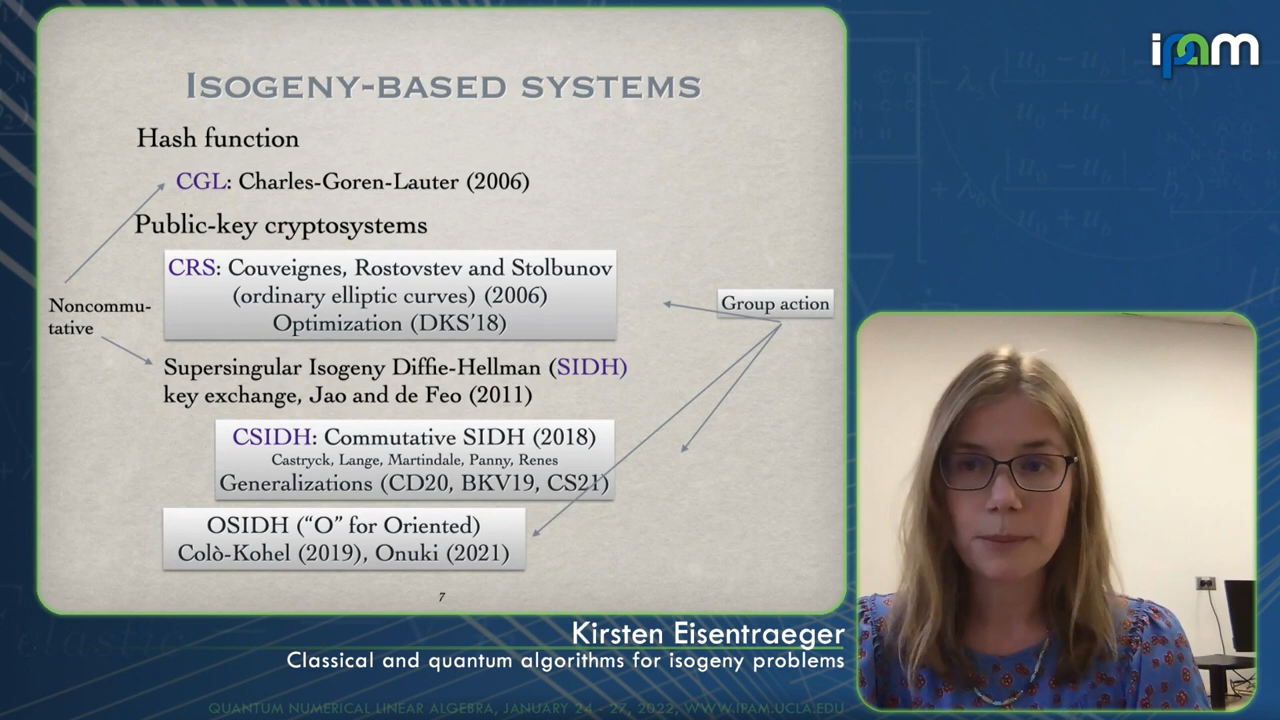 ISOGENY-BASED SYSTEMS
Hash function
CGL: Charles-Goren-Lauter (2006)
Public-key cryptosystems
CRS: Couveignes, Rostovstev and Stolbunov
(ordinary elliptic curves) (2006)
Optimization (DKS'18)
Noncommu-
tative
Group action
Supersingular Isogeny Diffie-Hellman (SIDH)
key exchange, Jao and de Feo (2011)
CSIDH: Commutative SIDH (2018)
Castryck, Lange, Martindale, Panny, Renes
Generalizations (CD20, BKV19, CS21)
OSIDH (“O” for Oriented)
Colò-Kohel (2019), Onuki (2021)
7
ipam
Kirsten Eisentraeger
Classical and quantum algorithms for isogeny problems
QUANTUM NUMERICAL LINEAR ALGEBRA, JANUARY 24 - 27, 2022, WWW.IPAM.UCLA.EDU